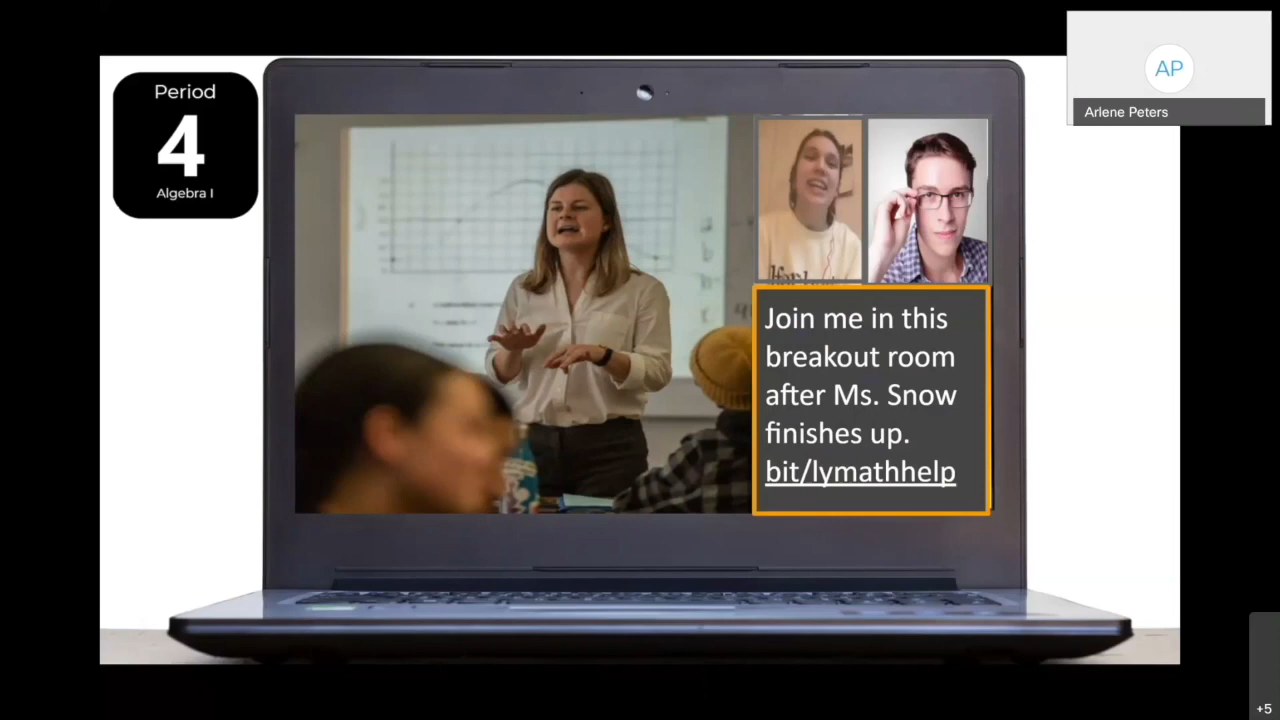 Period
4
Algebra I
AP
Arlene Peters
Join me in this
breakout room
after Ms. Snow
finishes up.
bit/lymathhelp
+5